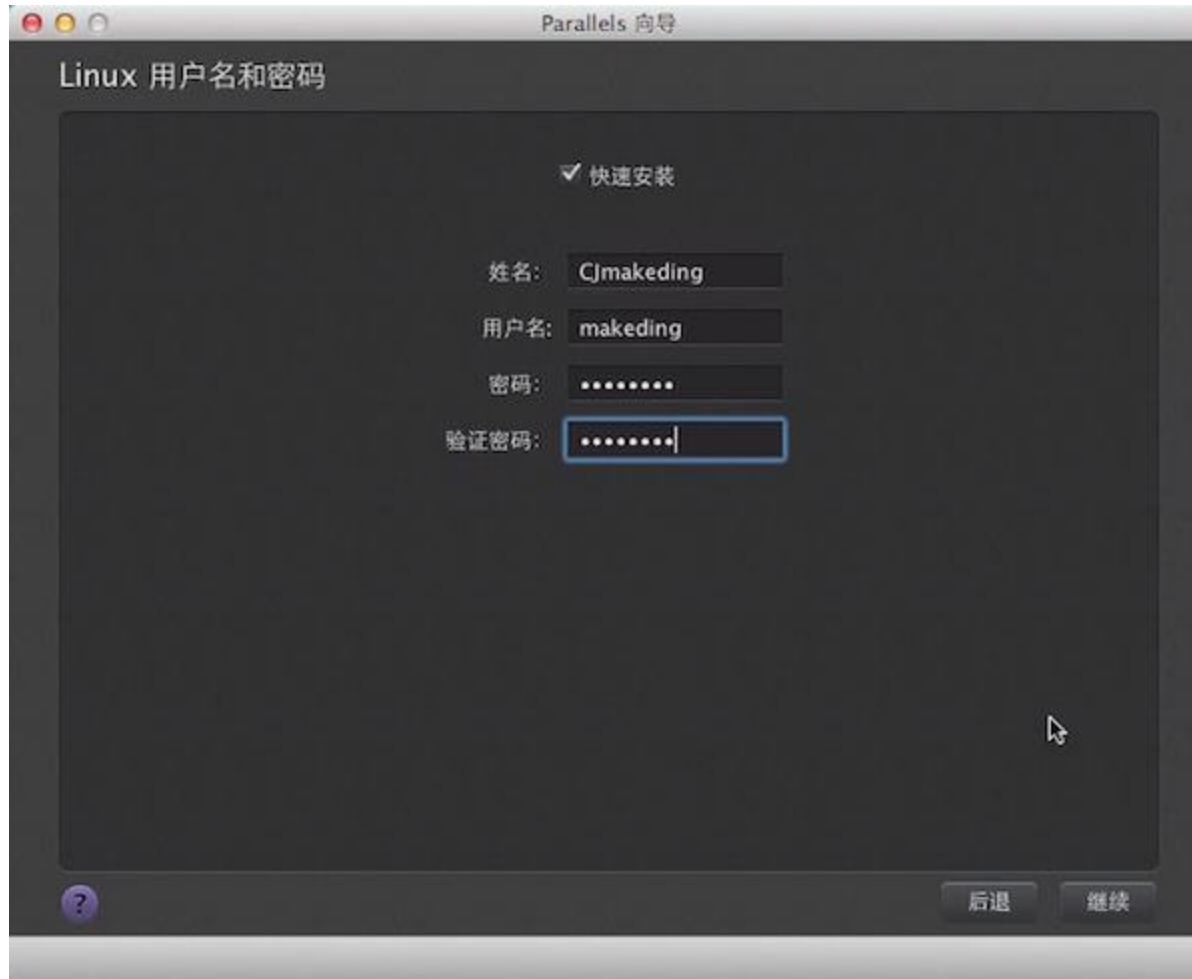 Parallels 向导
Linux 用户名和密码
快速安装
姓名: CJmakeding
用户名: makeding
密码: ••••••••
验证密码: ••••••••
?
后退 继续